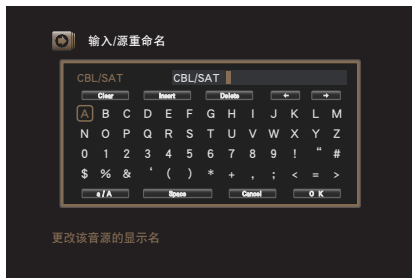 输入/源重命名
CBL/SAT CBL/SAT
Clear Insert Delete ← →
A B C D E F G H I J K L M
N O P Q R S T U V W X Y Z
0 1 2 3 4 5 6 7 8 9 ! “ #
$ % & ‘ ( ) * + , ; < = >
a / A Space Cancel O K
更改该音源的显示名